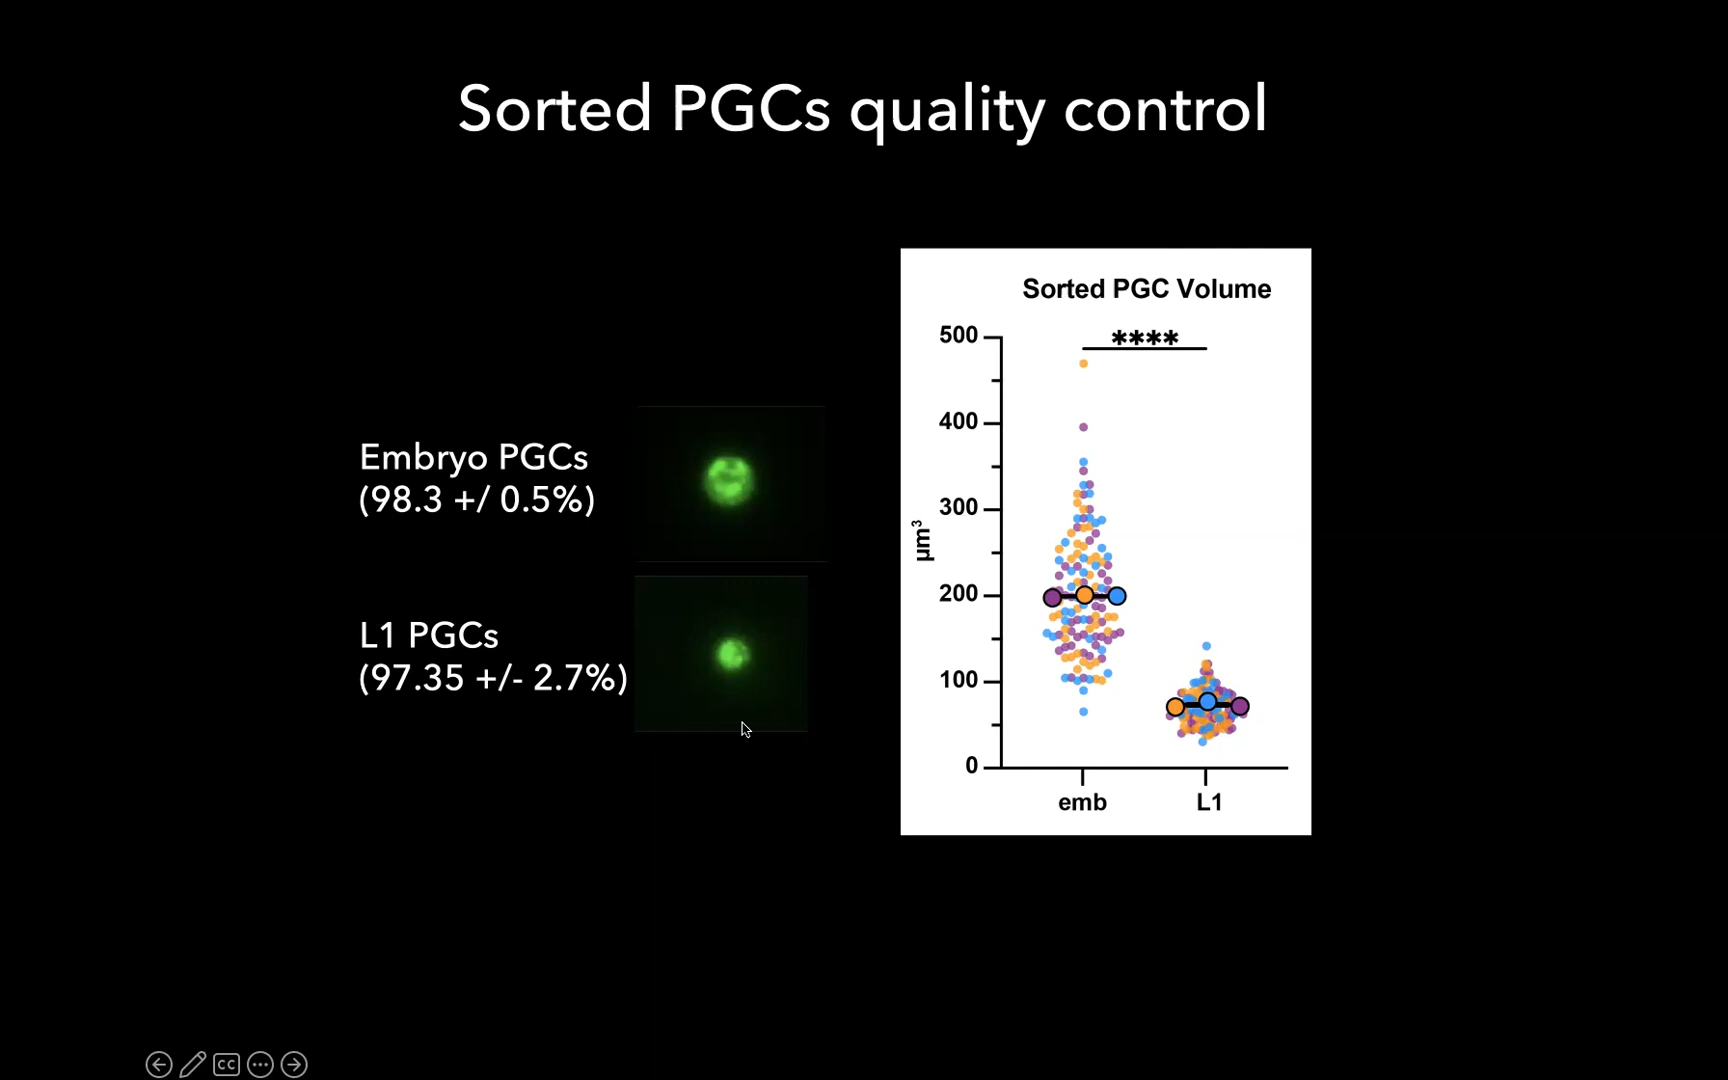 Sorted PGCs quality control
Embryo PGCs
(98.3 +/ 0.5%)
L1 PGCs
(97.35 +/- 2.7%)
Sorted PGC Volume
****
500
400
300
200
100
0
µm³
emb
L1
CC